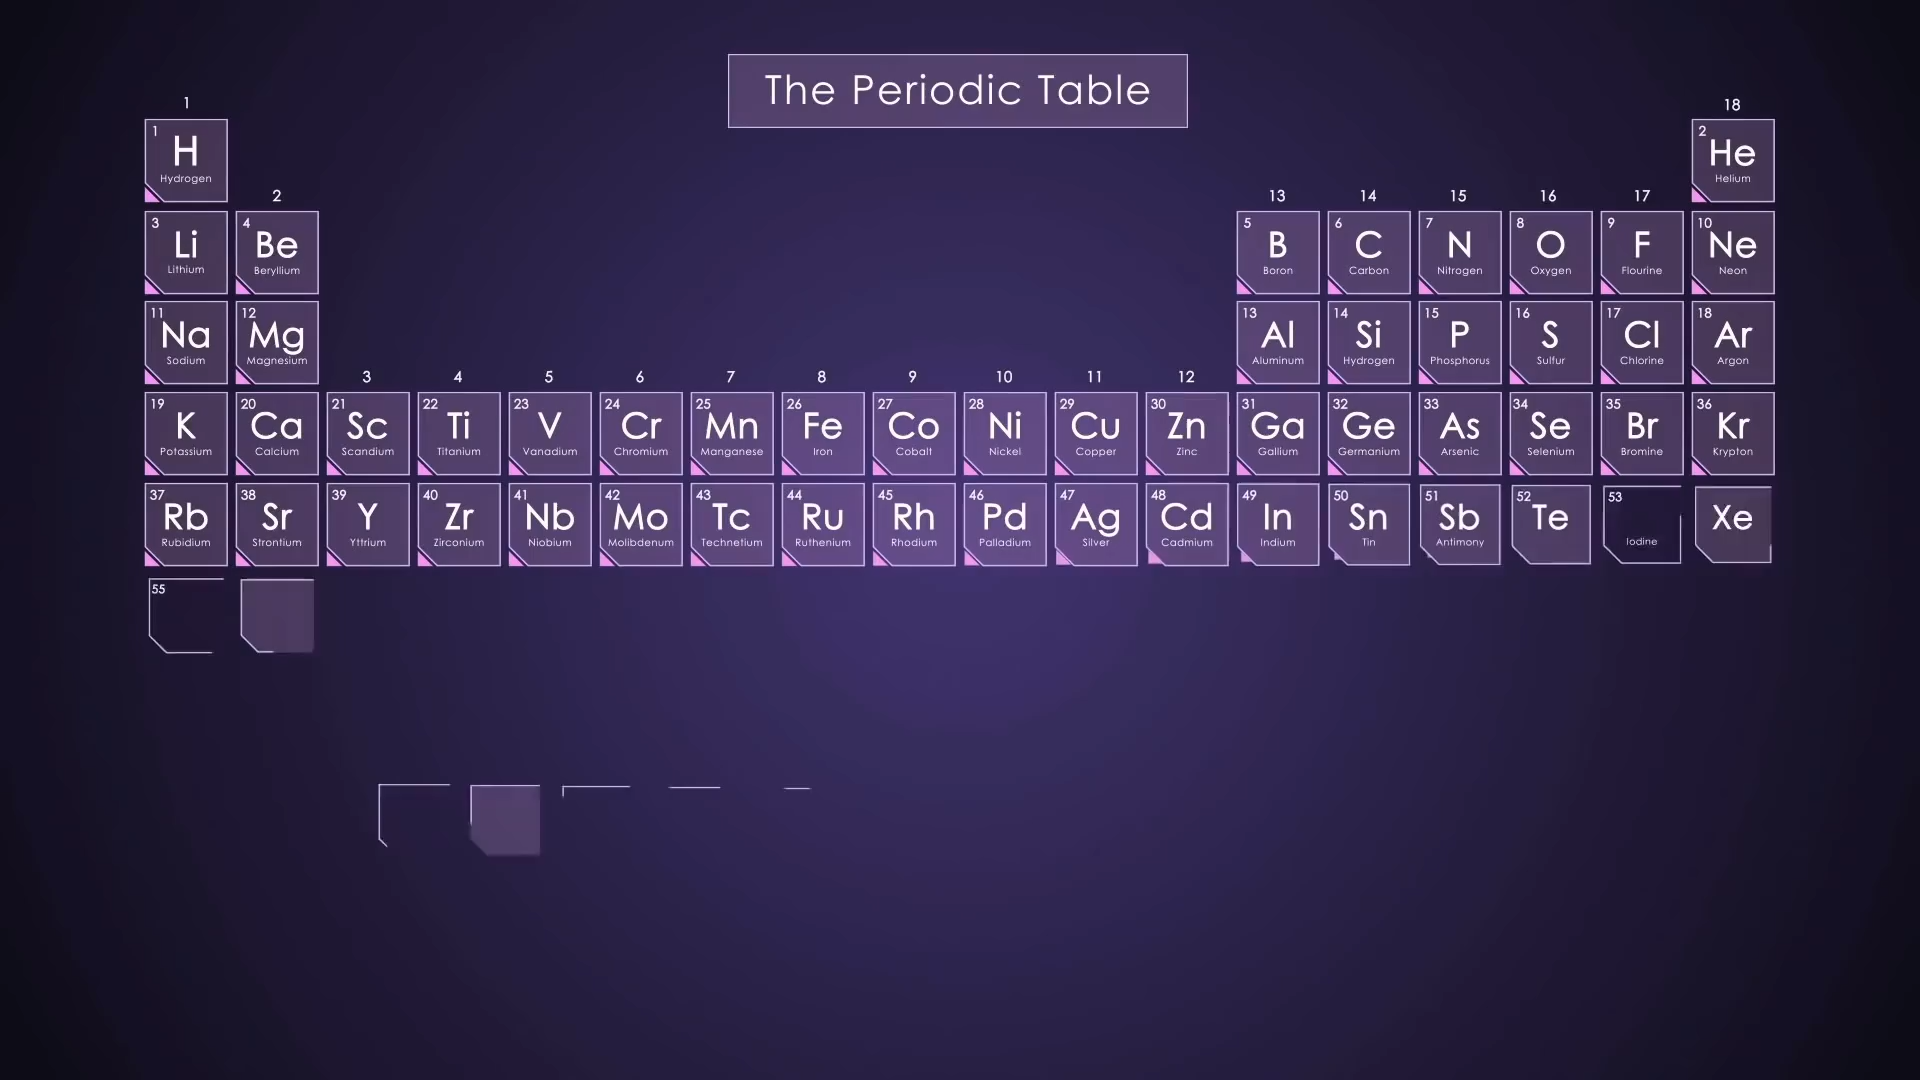 The Periodic Table
1 18
1 H Hydrogen 2 He Helium
2 13 14 15 16 17
3 Li Lithium 4 Be Beryllium 5 B Boron 6 C Carbon 7 N Nitrogen 8 O Oxygen 9 F Flourine 10 Ne Neon
11 Na Sodium 12 Mg Magnesium 13 Al Aluminum 14 Si Hydrogen 15 P Phosphorus 16 S Sulfur 17 Cl Chlorine 18 Ar Argon
3 4 5 6 7 8 9 10 11 12
19 K Potassium 20 Ca Calcium 21 Sc Scandium 22 Ti Titanium 23 V Vanadium 24 Cr Chromium 25 Mn Manganese 26 Fe Iron 27 Co Cobalt 28 Ni Nickel 29 Cu Copper 30 Zn Zinc 31 Ga Gallium 32 Ge Germanium 33 As Arsenic 34 Se Selenium 35 Br Bromine 36 Kr Krypton
37 Rb Rubidium 38 Sr Strontium 39 Y Yttrium 40 Zr Zirconium 41 Nb Niobium 42 Mo Molibdenum 43 Tc Technetium 44 Ru Ruthenium 45 Rh Rhodium 46 Pd Palladium 47 Ag Silver 48 Cd Cadmium 49 In Indium 50 Sn Tin 51 Sb Antimony 52 Te 53 Iodine Xe
55